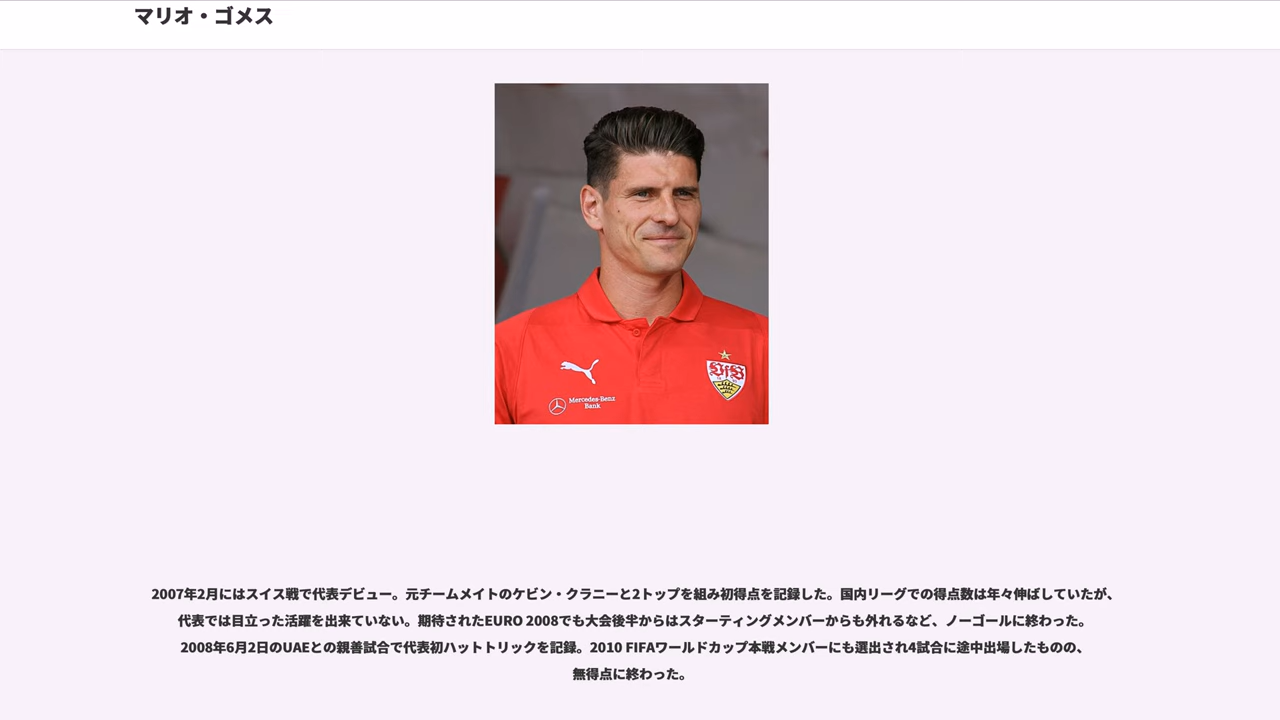 マリオ・ゴメス
VfB
Mercedes-Benz
Bank
2007年2月にはスイス戦で代表デビュー。元チームメイトのケビン・クラニーと2トップを組み初得点を記録した。国内リーグでの得点数は年々伸ばしていたが、
代表では目立った活躍を出来ていない。期待されたEURO 2008でも大会後半からはスターティングメンバーからも外れるなど、ノーゴールに終わった。
2008年6月2日のUAEとの親善試合で代表初ハットトリックを記録。2010 FIFAワールドカップ本戦メンバーにも選出され4試合に途中出場したものの、
無得点に終わった。